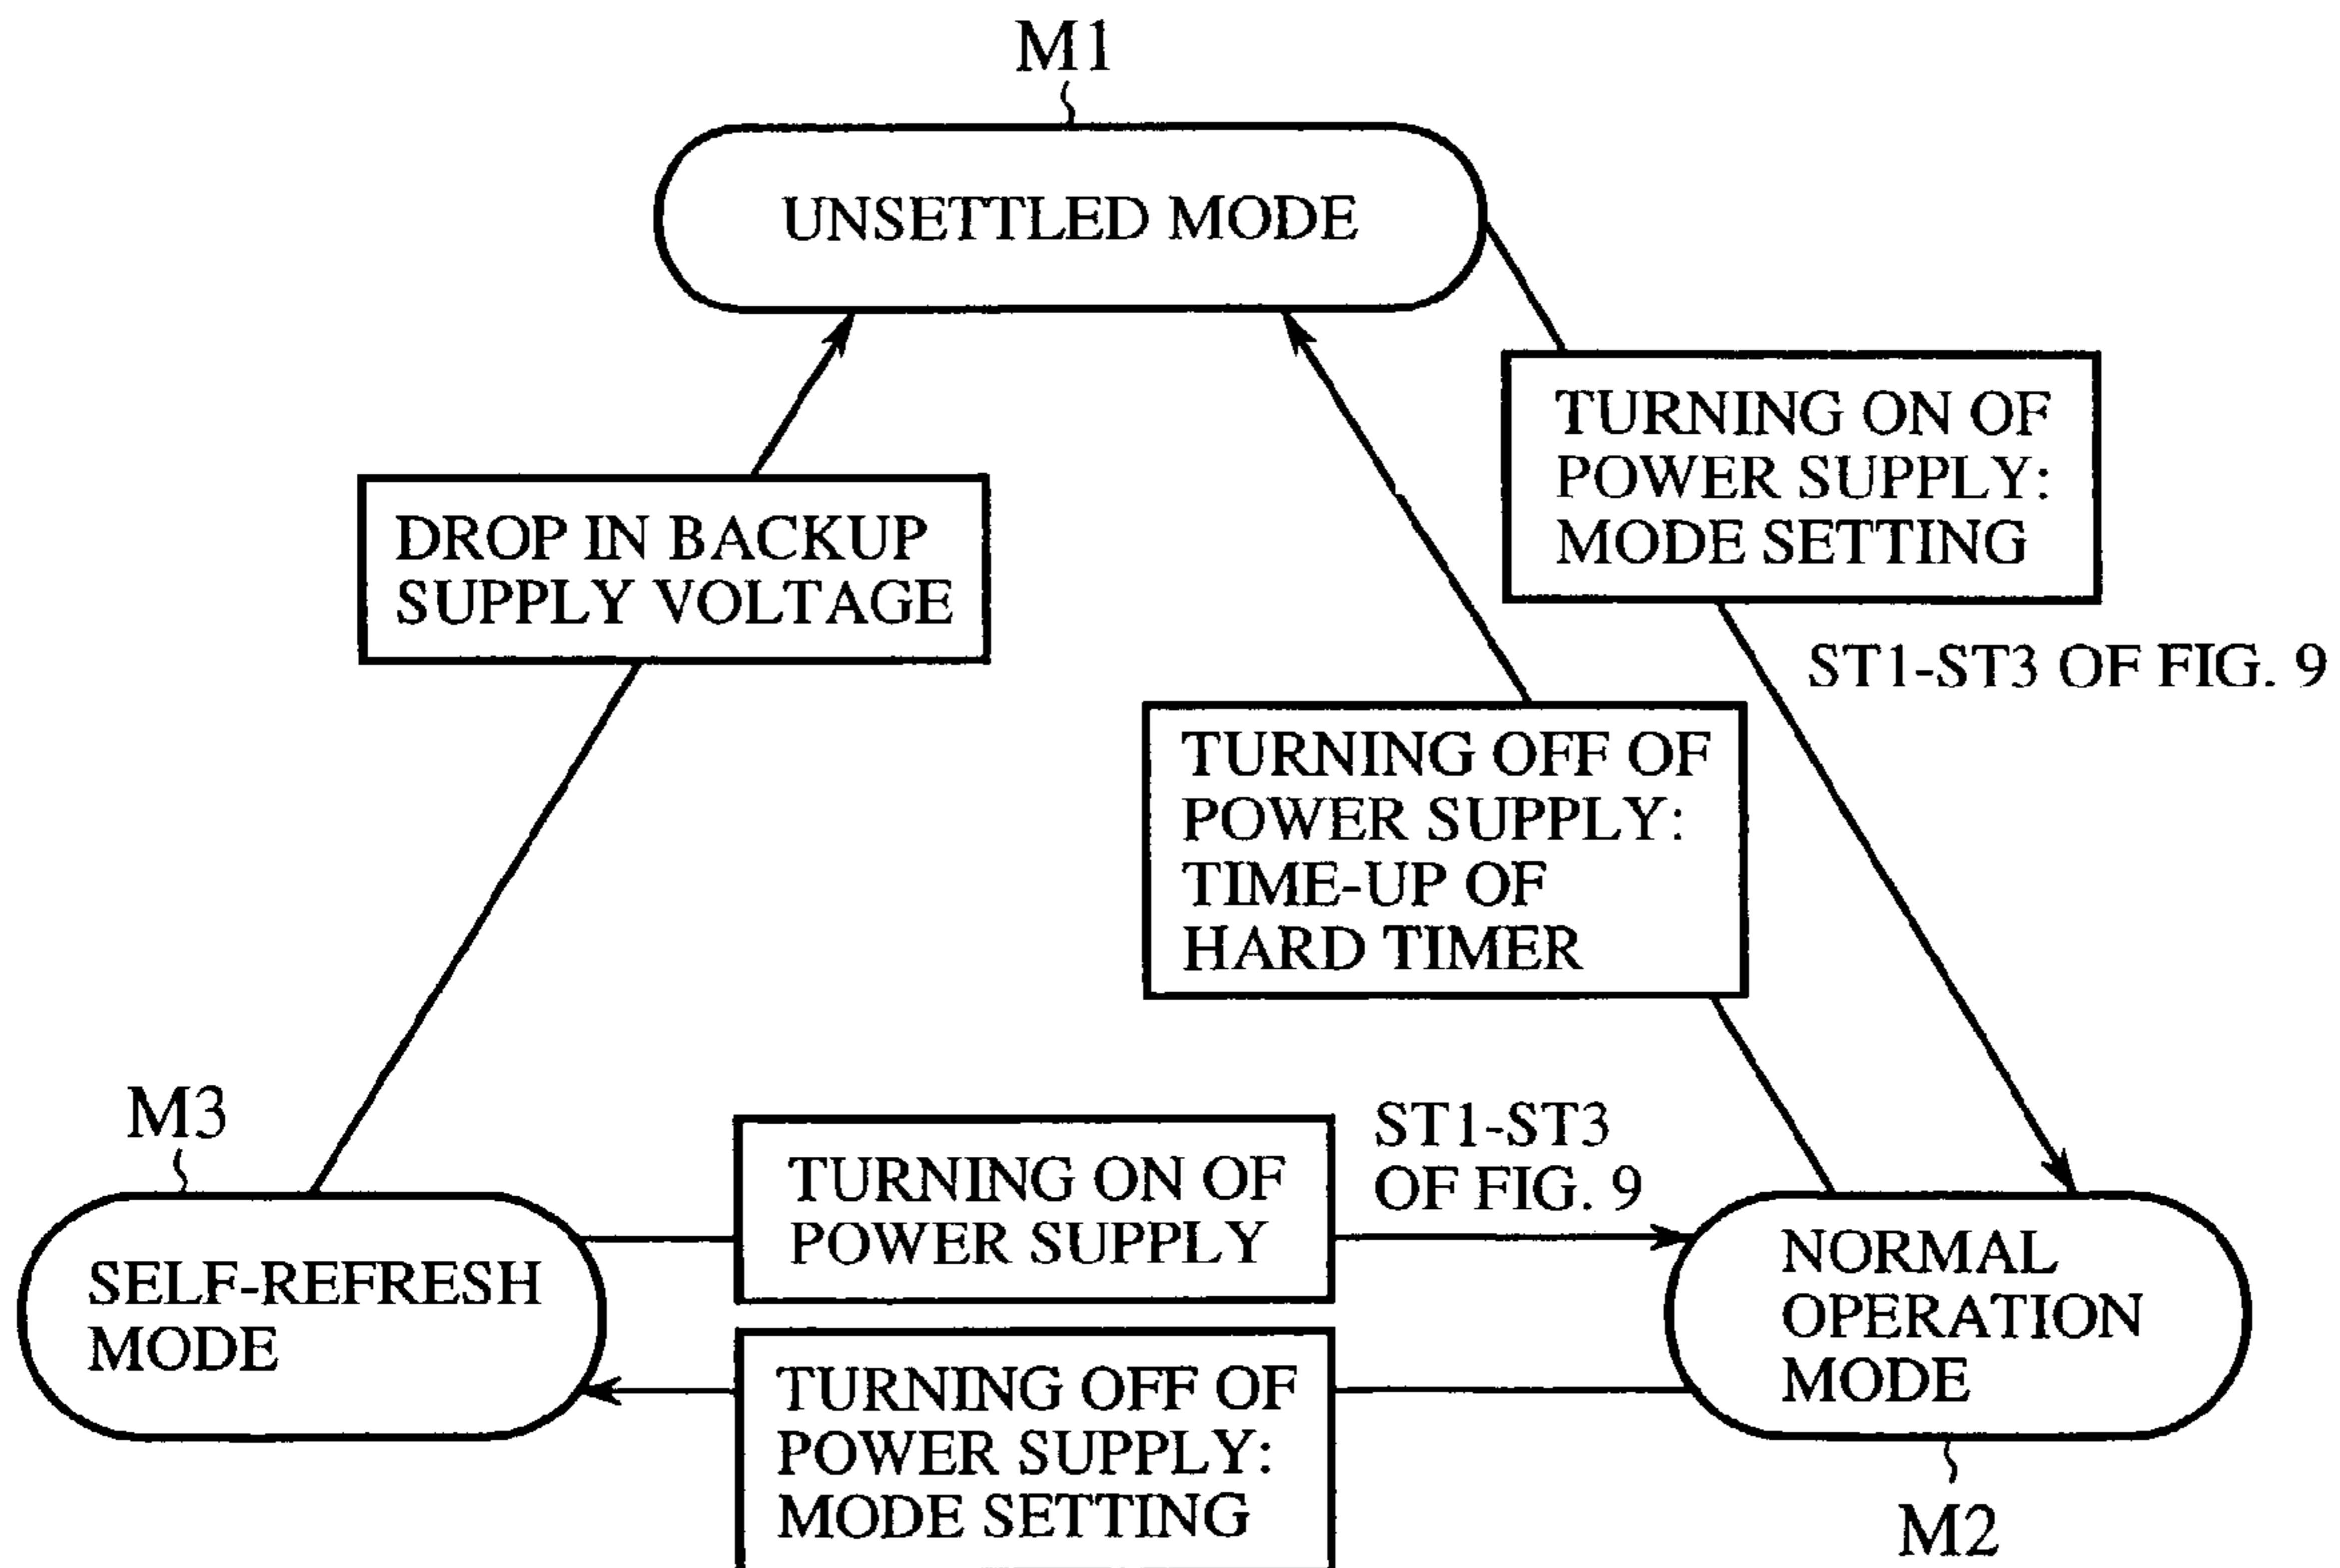 M1
UNSETTLED MODE
TURNING ON OF
POWER SUPPLY:
MODE SETTING
DROP IN BACKUP
SUPPLY VOLTAGE
ST1-ST3 OF FIG. 9
TURNING OFF OF
POWER SUPPLY:
TIME-UP OF
HARD TIMER
M3
TURNING ON OF
POWER SUPPLY
ST1-ST3
OF FIG. 9
SELF-REFRESH
MODE
NORMAL
OPERATION
MODE
TURNING OFF OF
POWER SUPPLY:
MODE SETTING
M2